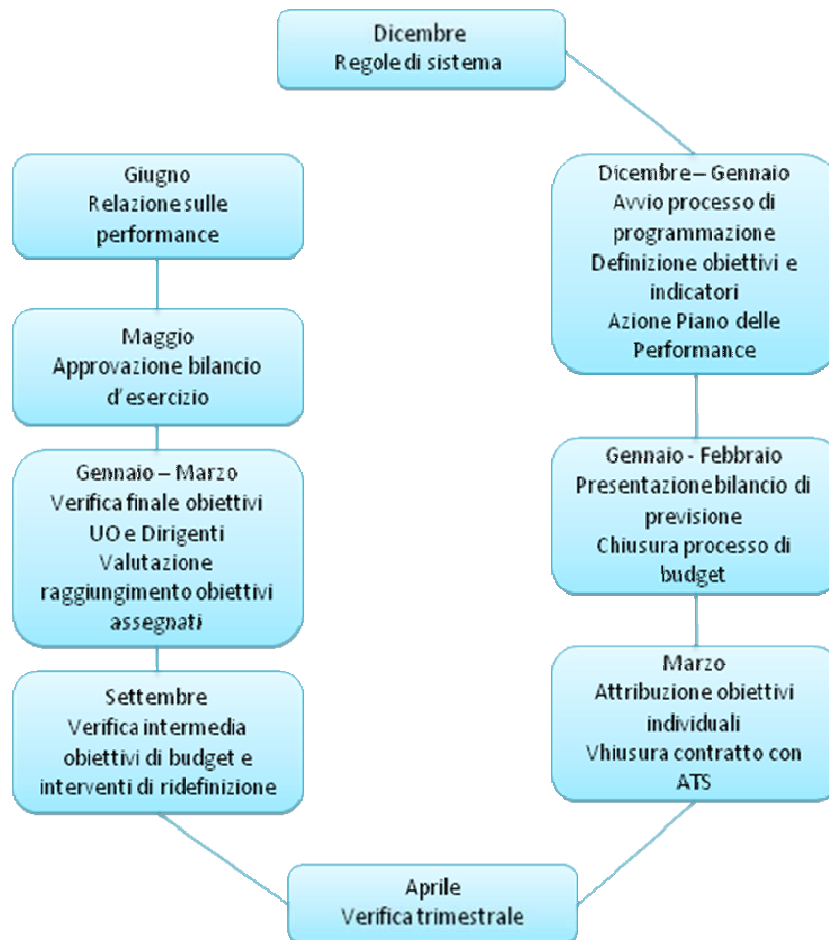 Dicembre
Regole di sistema
Dicembre – Gennaio
Avvio processo di
programmazione
Definizione obiettivi e
indicatori
Azione Piano delle
Performance
Gennaio - Febbraio
Presentazione bilancio di
previsione
Chiusura processo di
budget
Marzo
Attribuzione obiettivi
individuali
Vhiusura contratto con
ATS
Aprile
Verifica trimestrale
Settembre
Verifica intermedia
obiettivi di budget e
interventi di ridefinizione
Gennaio – Marzo
Verifica finale obiettivi
UO e Dirigenti
Valutazione
raggiungimento obiettivi
assegnati
Maggio
Approvazione bilancio
d'esercizio
Giugno
Relazione sulle
performance